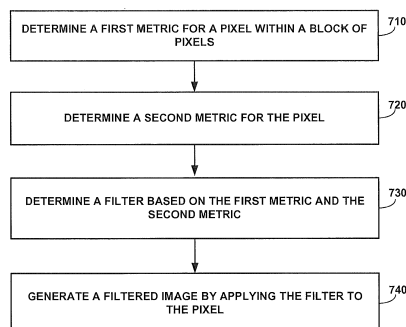 DETERMINE A FIRST METRIC FOR A PIXEL WITHIN A BLOCK OF
PIXELS
710
DETERMINE A SECOND METRIC FOR THE PIXEL
720
DETERMINE A FILTER BASED ON THE FIRST METRIC AND THE
SECOND METRIC
730
GENERATE A FILTERED IMAGE BY APPLYING THE FILTER TO
THE PIXEL
740